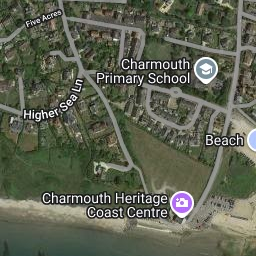 Five Acres
Charmouth
Primary School
Higher Sea Ln
Beach
Charmouth Heritage
Coast Centre